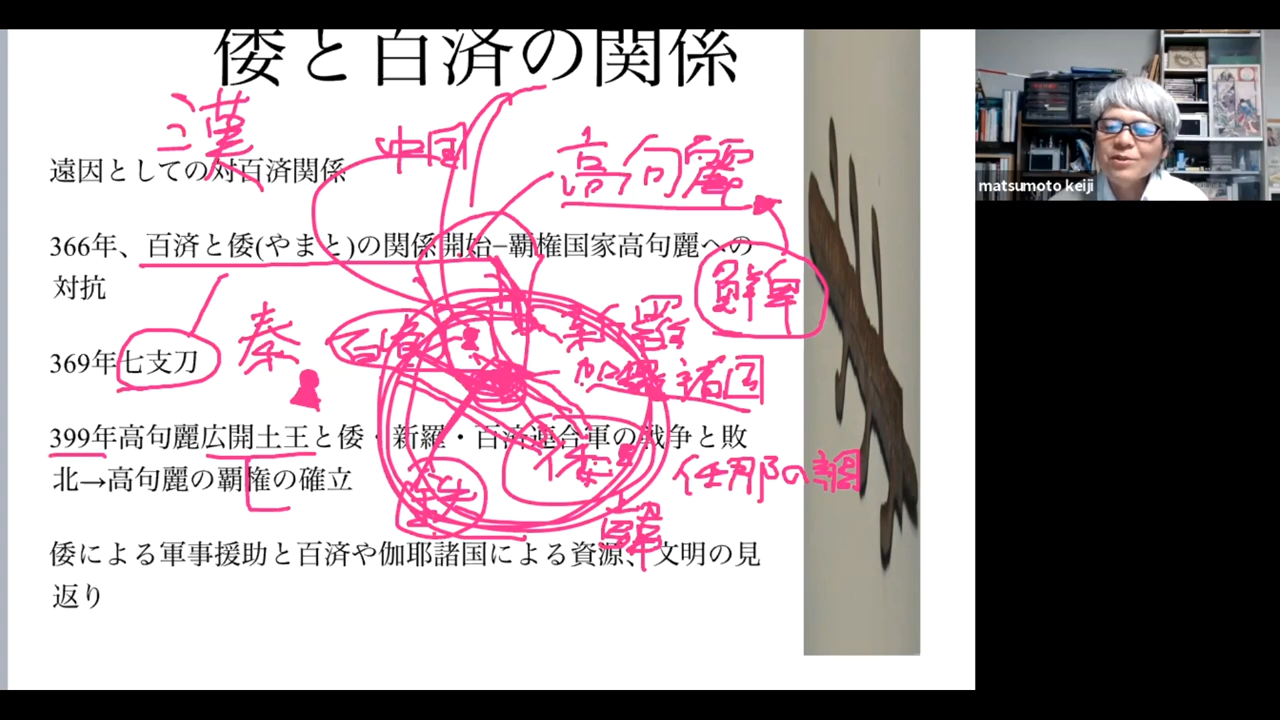 倭と百済の関係
漢
中国
高句麗
matsumoto keiji
遠因としての対百済関係
366年、百済と倭(やまと)の関係開始–覇権国家高句麗への
対抗
鮮卑
秦
百済
新羅
369年七支刀
加羅諸国
399年高句麗広開土王と倭・新羅・百済連合軍の戦争と敗
北→高句麗の覇権の確立
倭
任那の調
鉄
倭による軍事援助と百済や伽耶諸国による資源、文明の見
返り